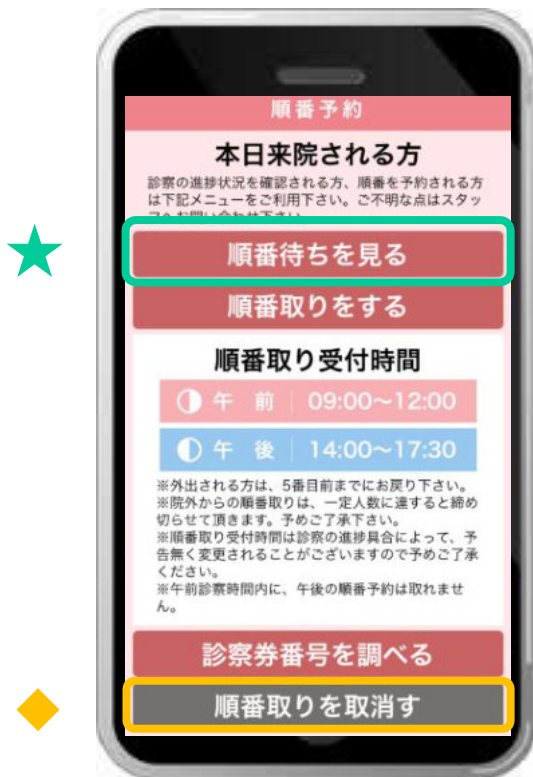 順番予約
本日来院される方
診察の進捗状況を確認される方、順番を予約される方
は下記メニューをご利用下さい。ご不明な点はスタッ
フへお問い合わせ下さい。
順番待ちを見る
順番取りをする
順番取り受付時間
午 前 | 09:00〜12:00
午 後 | 14:00〜17:30
※外出される方は、5番目前までにお戻り下さい。
※院外からの順番取りは、一定人数に達すると締め
切らせて頂きます。予めご了承下さい。
※順番取り受付時間は診察の進捗具合によって、予
告無く変更されることがございますので予めご了承
ください。
※午前診察時間内に、午後の順番予約は取れませ
ん。
診察券番号を調べる
順番取りを取消す